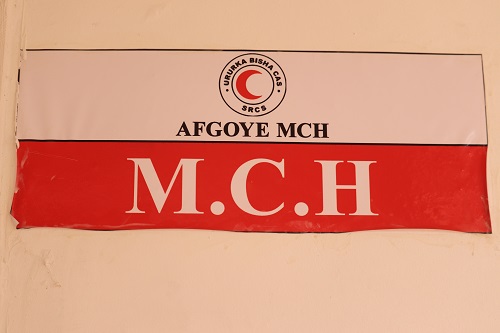 URURKA BISHA CAS
SRCS
AFGOYE MCH
M.C.H